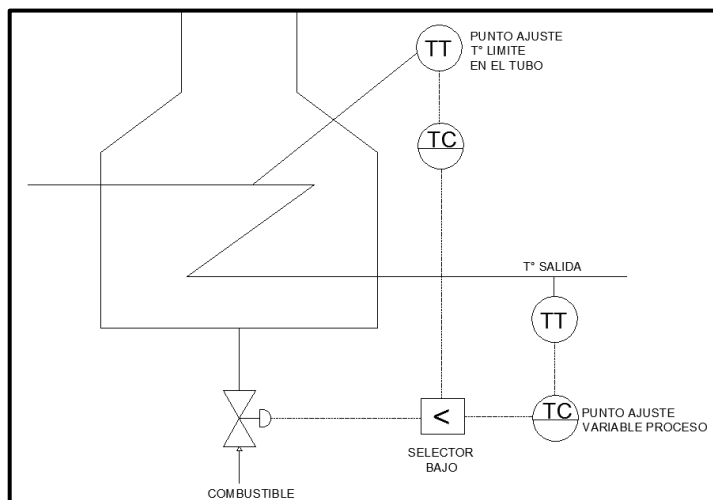 TT
PUNTO AJUSTE
T° LIMITE
EN EL TUBO
TC
T° SALIDA
TT
<
TC
PUNTO AJUSTE
VARIABLE PROCESO
SELECTOR
BAJO
COMBUSTIBLE